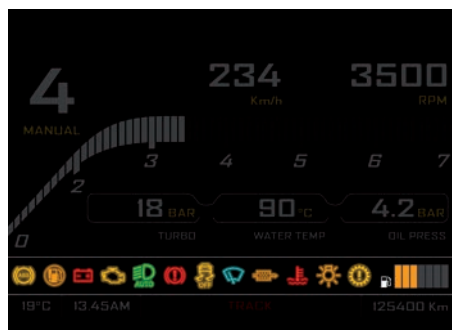 4
234
3500
Km/h
RPM
MANUAL
0
2
3
4
5
6
7
18 BAR
90 °C
4.2 BAR
TURBO
WATER TEMP
OIL PRESS
ABS
AUTO
OFF
19°C
13.45AM
TRACK
125400 Km